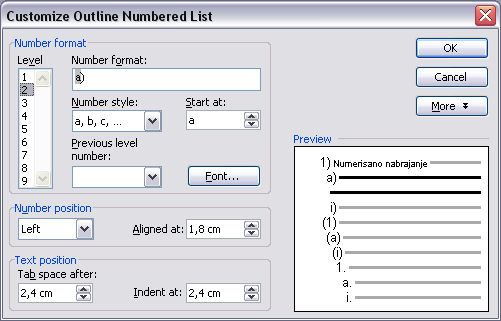 Customize Outline Numbered List
Number format
Level
1
2
3
4
5
6
7
8
9
Number format:
a)
Number style:
a, b, c, ...
Start at:
a
Previous level
number:
Font...
OK
Cancel
More
Number position
Left
Aligned at: 1,8 cm
Text position
Tab space after:
2,4 cm
Indent at: 2,4 cm
Preview
1) Numerisano nabrajanje
a)
i)
(1)
(a)
(i)
1.
a.
i.